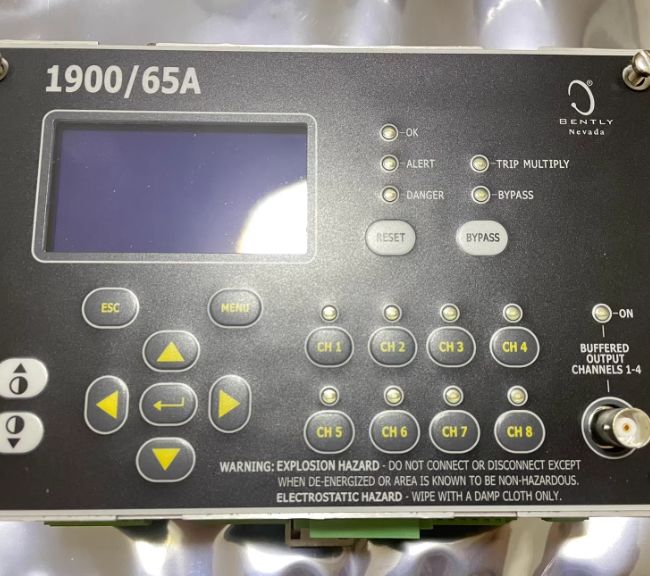 1900/65A
®
BENTLY
Nevada
OK
ALERT
TRIP MULTIPLY
DANGER
BYPASS
RESET
BYPASS
ESC
MENU
CH 1
CH 2
CH 3
CH 4
ON
BUFFERED
OUTPUT
CHANNELS 1-4
CH 5
CH 6
CH 7
CH 8
WARNING: EXPLOSION HAZARD - DO NOT CONNECT OR DISCONNECT EXCEPT
WHEN DE-ENERGIZED OR AREA IS KNOWN TO BE NON-HAZARDOUS.
ELECTROSTATIC HAZARD - WIPE WITH A DAMP CLOTH ONLY.